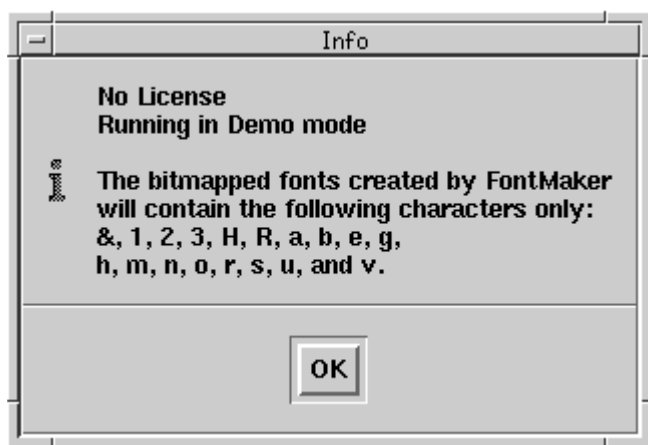 Info
No License
Running in Demo mode
The bitmapped fonts created by FontMaker
will contain the following characters only:
&, 1, 2, 3, H, R, a, b, e, g,
h, m, n, o, r, s, u, and v.
OK